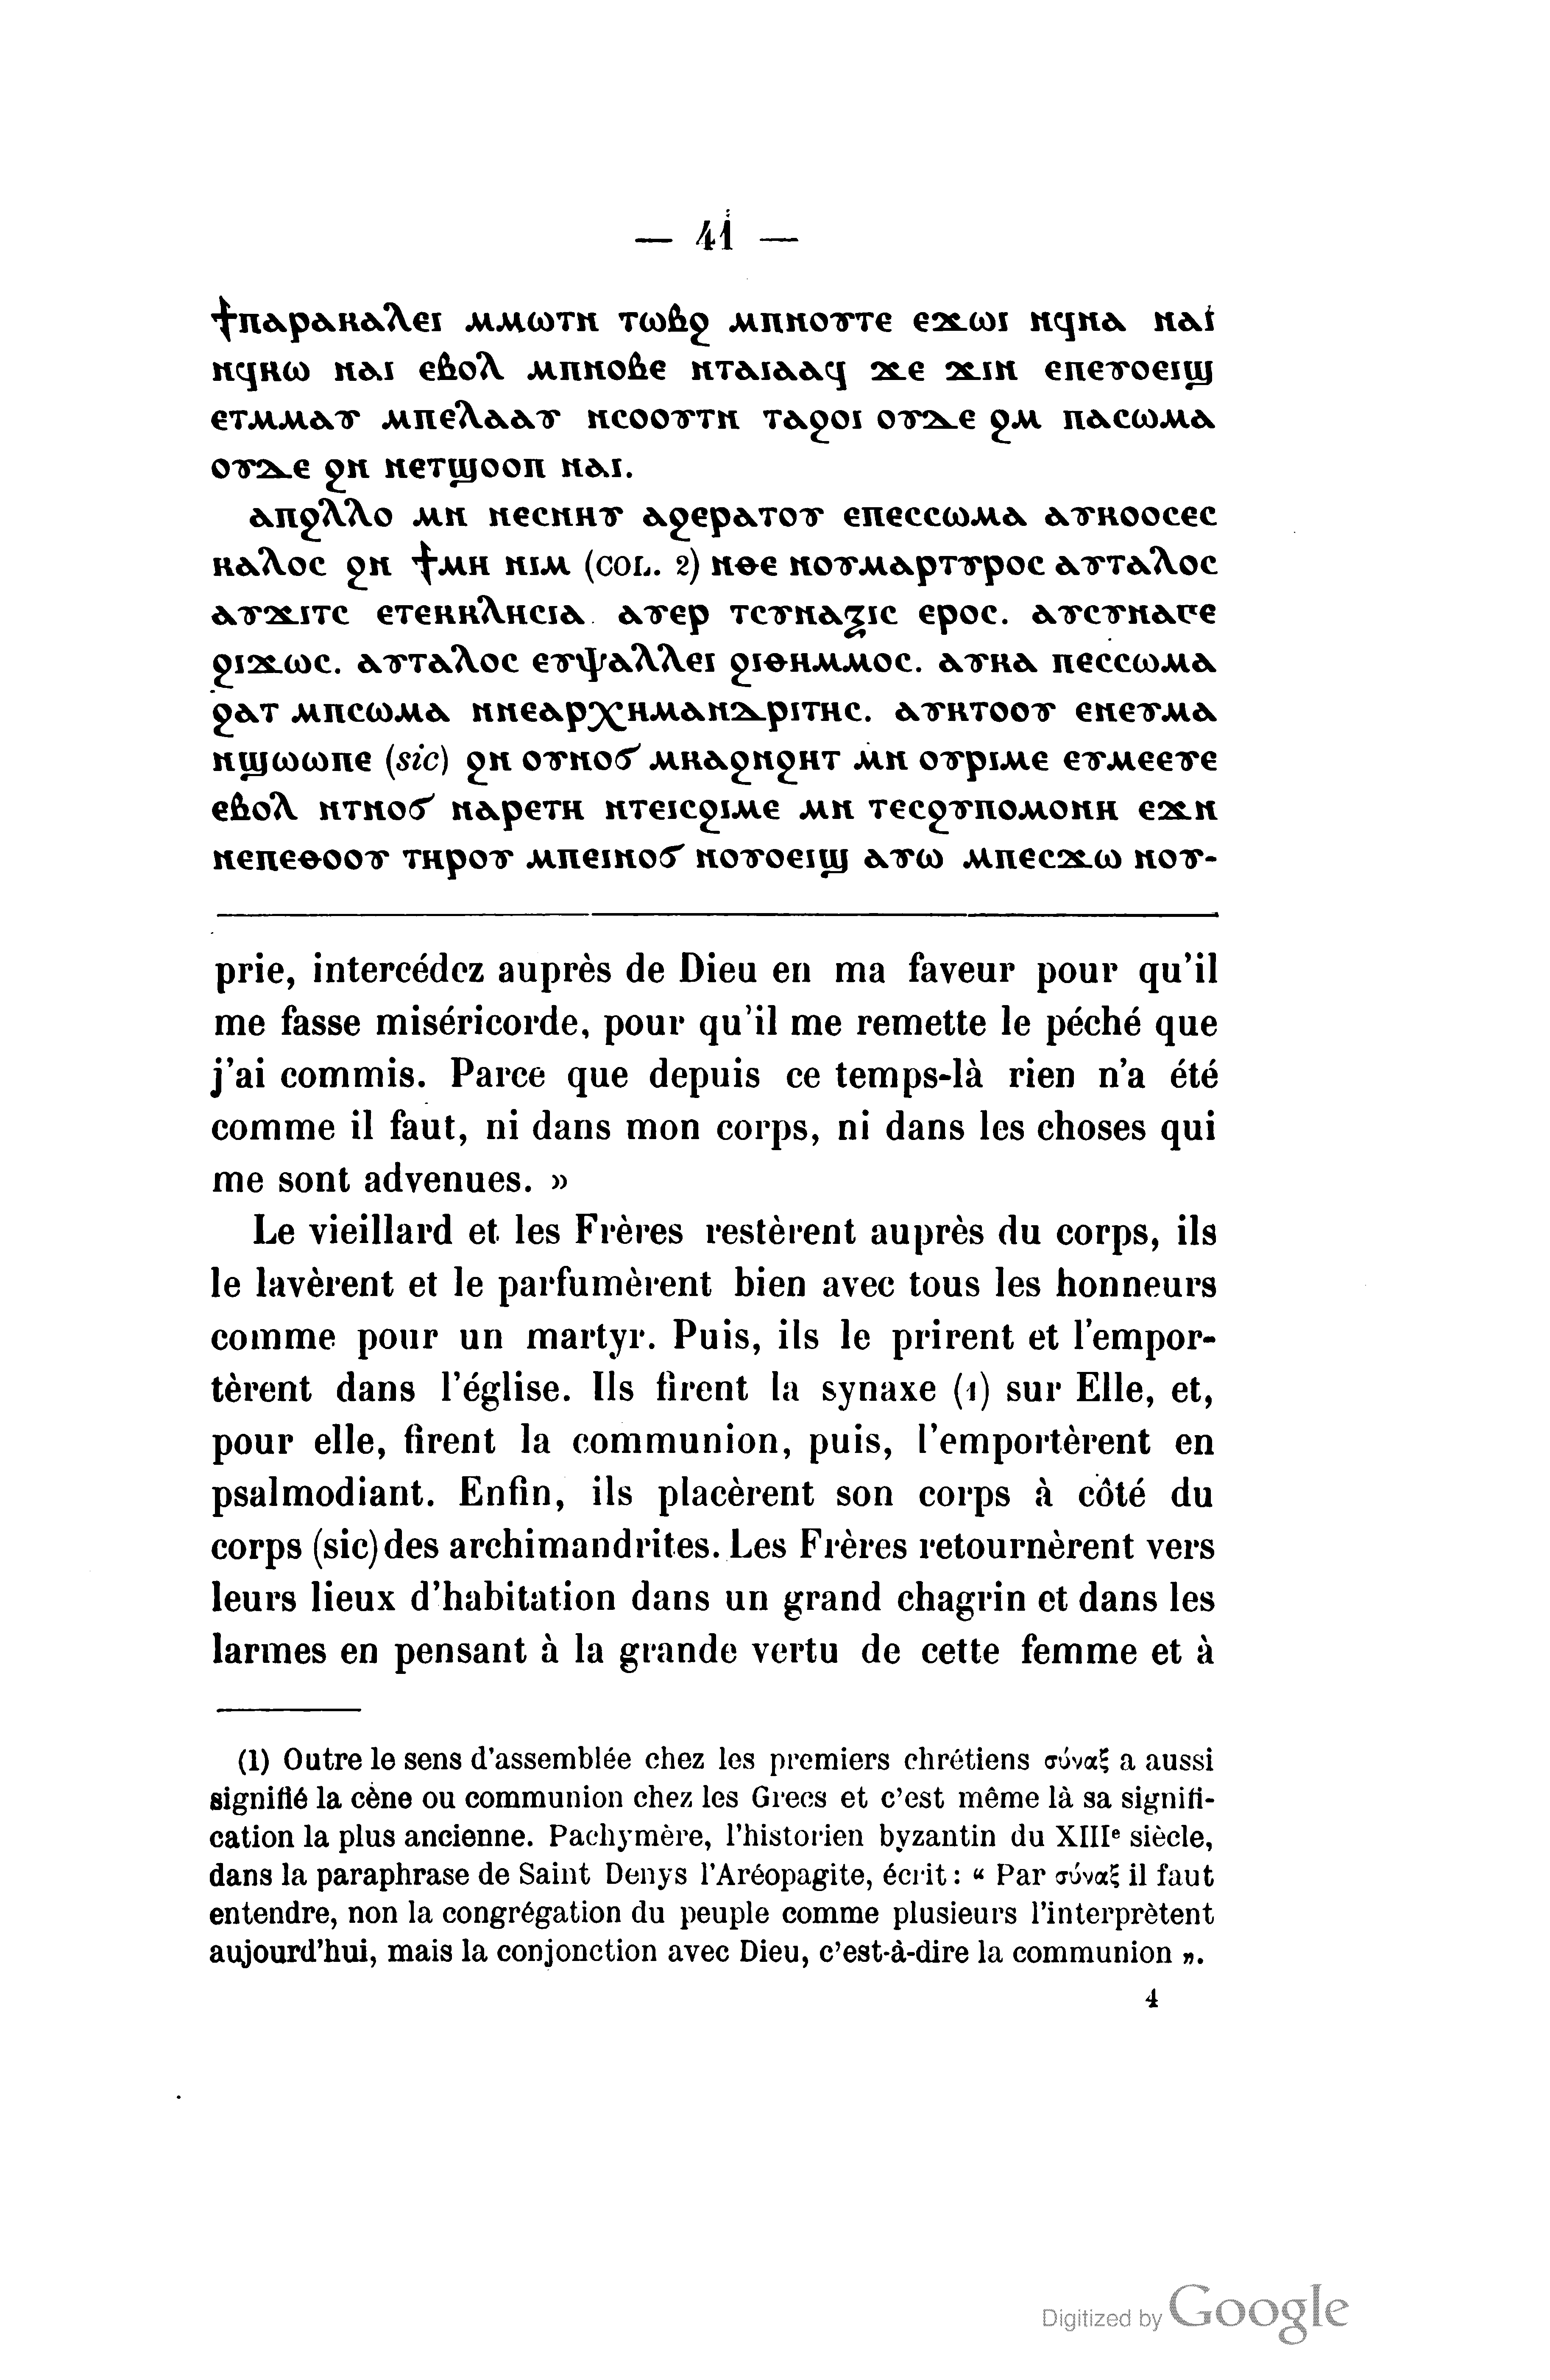 — 41 —
ϯⲡⲁⲣⲁⲕⲁⲗⲉⲓ ⲙⲙⲱⲧⲛ ⲧⲱⲃϩ ⲙⲡⲛⲟⲩⲧⲉ ⲉϫⲱⲓ ⲛϥⲛⲁ ⲛⲁⲓ
ⲛϥⲕⲱ ⲛⲁⲓ ⲉⲃⲟⲗ ⲙⲡⲛⲟⲃⲉ ⲛⲧⲁⲓⲁⲁϥ ϫⲉ ϫⲓⲛ ⲉⲡⲉⲩⲟⲉⲓϣ
ⲉⲧⲙⲙⲁⲩ ⲙⲡⲉⲗⲁⲁⲩ ⲛⲥⲟⲟⲩⲧⲛ ⲧⲁϩⲟⲓ ⲟⲩⲇⲉ ϩⲙ ⲡⲁⲥⲱⲙⲁ
ⲟⲩⲇⲉ ϩⲛ ⲛⲉⲧϣⲟⲟⲡ ⲛⲁⲓ.
ⲁⲡϩⲗⲗⲟ ⲙⲛ ⲛⲉⲥⲛⲏⲩ ⲁϩⲉⲣⲁⲧⲟⲩ ⲉⲡⲉⲥⲥⲱⲙⲁ ⲁⲩⲕⲟⲟⲥⲉⲥ
ⲕⲁⲗⲟⲥ ϩⲛ ϯⲙⲏ ⲛⲓⲙ (COL. 2) ⲛⲑⲉ ⲛⲟⲩⲙⲁⲣⲧⲩⲣⲟⲥ ⲁⲩⲧⲁⲗⲟⲥ
ⲁⲩϫⲓⲧⲥ ⲉⲧⲉⲕⲕⲗⲏⲥⲓⲁ. ⲁⲩⲉⲣ ⲧⲥⲩⲛⲁⲝⲓⲥ ⲉⲣⲟⲥ. ⲁⲩⲥⲩⲛⲁⲅⲉ
ϩⲓϫⲱⲥ. ⲁⲩⲧⲁⲗⲟⲥ ⲉⲩⲯⲁⲗⲗⲉⲓ ϩⲓⲑⲏⲙⲙⲟⲥ. ⲁⲩⲕⲁ ⲡⲉⲥⲥⲱⲙⲁ
ϩⲁⲧ ⲙⲡⲥⲱⲙⲁ ⲛⲛⲉⲁⲣⲭⲏⲙⲁⲛⲇⲣⲓⲧⲏⲥ. ⲁⲩⲕⲧⲟⲟⲩ ⲉⲛⲉⲩⲙⲁ
ⲛϣⲱⲱⲡⲉ (sic) ϩⲛ ⲟⲩⲛⲟϭ ⲙⲕⲁϩⲛϩⲏⲧ ⲙⲛ ⲟⲩⲣⲓⲙⲉ ⲉⲩⲙⲉⲉⲩⲉ
ⲉⲃⲟⲗ ⲛⲧⲛⲟϭ ⲛⲁⲣⲉⲧⲏ ⲛⲧⲉⲓⲥϩⲓⲙⲉ ⲙⲛ ⲧⲉⲥϩⲩⲡⲟⲙⲟⲛⲏ ⲉϫⲛ
ⲛⲉⲡⲉⲑⲟⲟⲩ ⲧⲏⲣⲟⲩ ⲙⲡⲉⲓⲛⲟϭ ⲛⲟⲩⲟⲉⲓϣ ⲁⲩⲱ ⲙⲡⲉⲥϫⲱ ⲛⲟⲩ-
prie, intercédez auprès de Dieu en ma faveur pour qu'il
me fasse miséricorde, pour qu'il me remette le péché que
j'ai commis. Parce que depuis ce temps-là rien n'a été
comme il faut, ni dans mon corps, ni dans les choses qui
me sont advenues. »
Le vieillard et les Frères restèrent auprès du corps, ils
le lavèrent et le parfumèrent bien avec tous les honneurs
comme pour un martyr. Puis, ils le prirent et l'empor-
tèrent dans l'église. Ils firent la synaxe (1) sur Elle, et,
pour elle, firent la communion, puis, l'emportèrent en
psalmodiant. Enfin, ils placèrent son corps à côté du
corps (sic) des archimandrites. Les Frères retournèrent vers
leurs lieux d'habitation dans un grand chagrin et dans les
larmes en pensant à la grande vertu de cette femme et à
(1) Outre le sens d'assemblée chez les premiers chrétiens σύναξ a aussi
signifié la cène ou communion chez les Grecs et c'est même là sa signifi-
cation la plus ancienne. Pachymère, l'historien byzantin du XIIIe siècle,
dans la paraphrase de Saint Denys l'Aréopagite, écrit : " Par σύναξ il faut
entendre, non la congrégation du peuple comme plusieurs l'interprètent
aujourd'hui, mais la conjonction avec Dieu, c'est-à-dire la communion ".
4
Digitized by Google